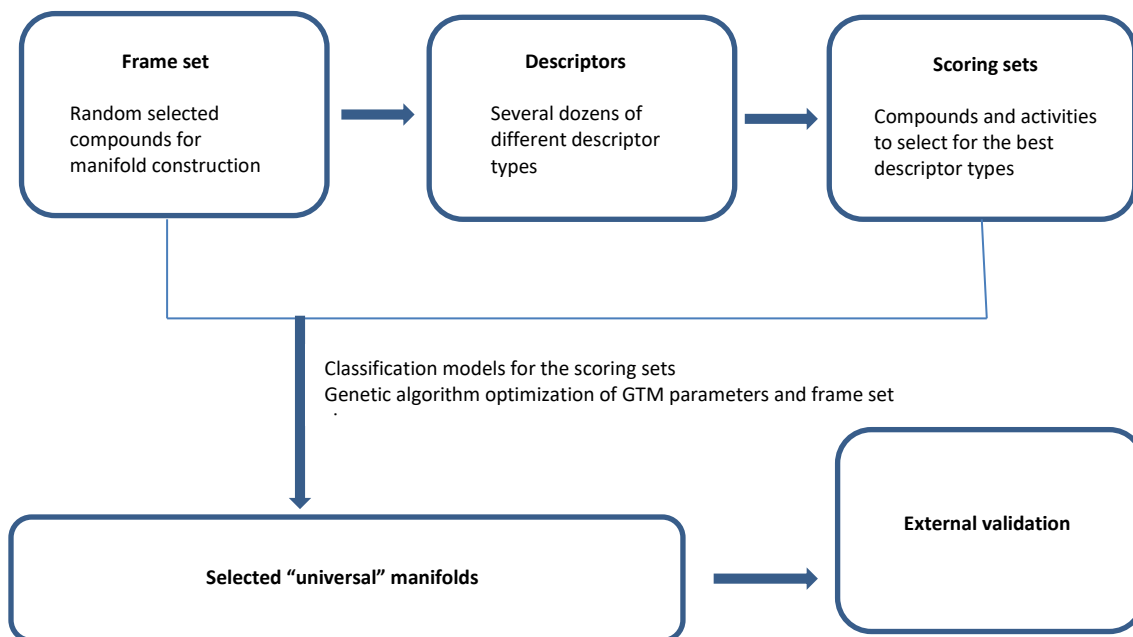 Frame set
Random selected
compounds for
manifold construction
Descriptors
Several dozens of
different descriptor
types
Scoring sets
Compounds and activities
to select for the best
descriptor types
Classification models for the scoring sets
Genetic algorithm optimization of GTM parameters and frame set
Selected “universal” manifolds
External validation